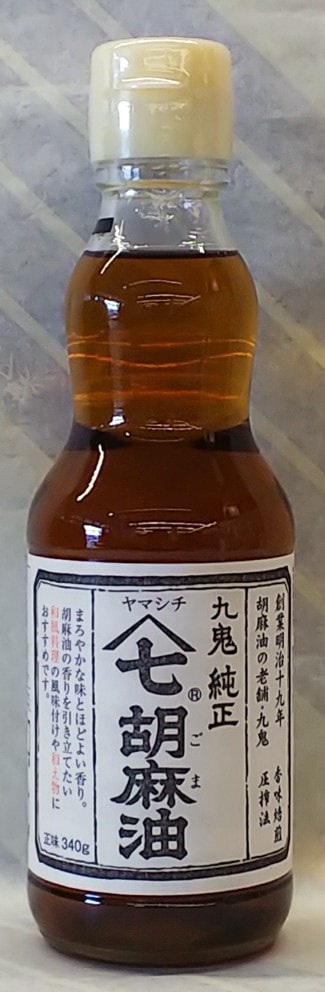 創業明治十九年 香味焙煎
胡麻油の老舗・九鬼 圧搾法
九鬼 純正
ヤマシチ
七®
胡麻油
ごま
まろやかな味とほどよい香り。
胡麻油の香りを引き立てたい
和風料理の風味付けや和え物に
おすすめです。
正味 340g